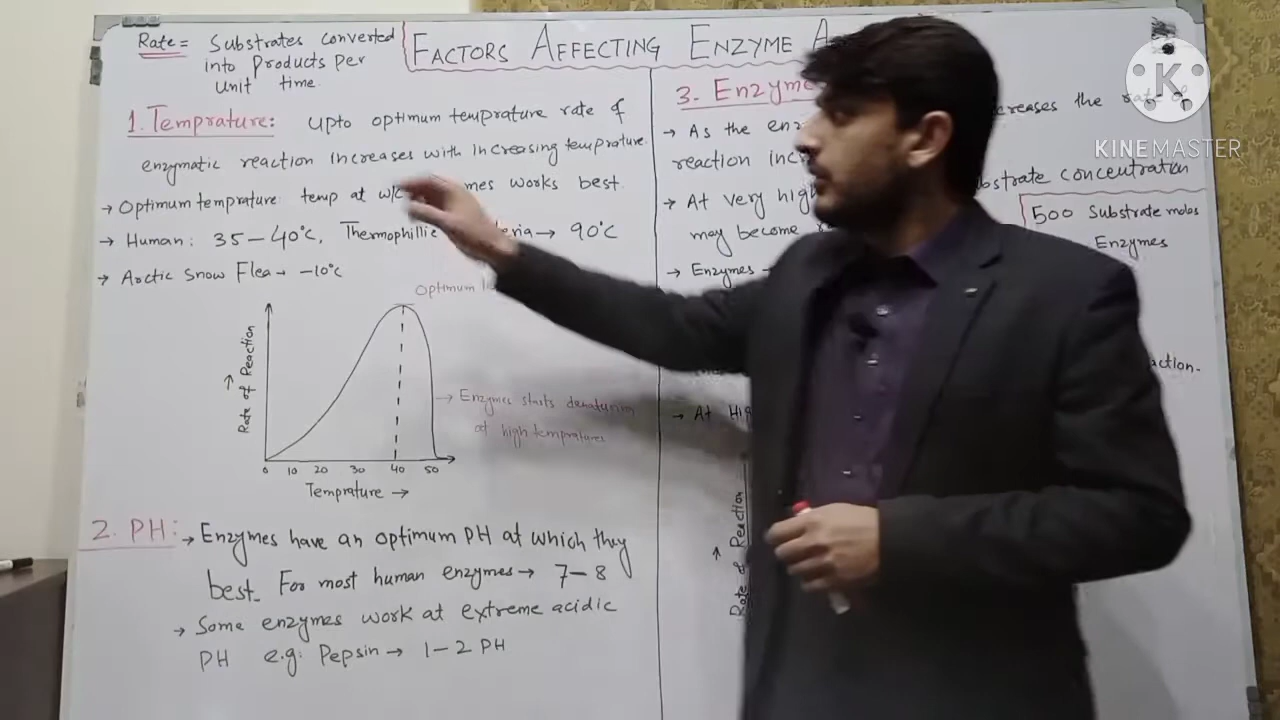 Rate = Substrates converted
into Products per
unit time.
FACTORS AFFECTING ENZYME
1. Temprature: upto optimum temprature rate of
enzymatic reaction increases with increasing temprature.
→ Optimum temprature: temp at works best.
→ Human: 35-40°C, Thermophillic → 90°C
→ Arctic Snow Flea → -10°C
Optimum
Rate of Reaction →
→ Enzymes starts denaturing
at high tempratures
0 10 20 30 40 50
Temprature →
2. PH: → Enzymes have an optimum PH at which they
best. For most human enzymes → 7-8
→ Some enzymes work at extreme acidic
PH e.g: Pepsin → 1-2 PH
3. Enzyme
→ As the increases the rate of
reaction
→ At very high
may become
→ Enzymes →
→ At
Rate of Reaction →
concentration
500 Substrate moles
Enzymes
K
KINEMASTER